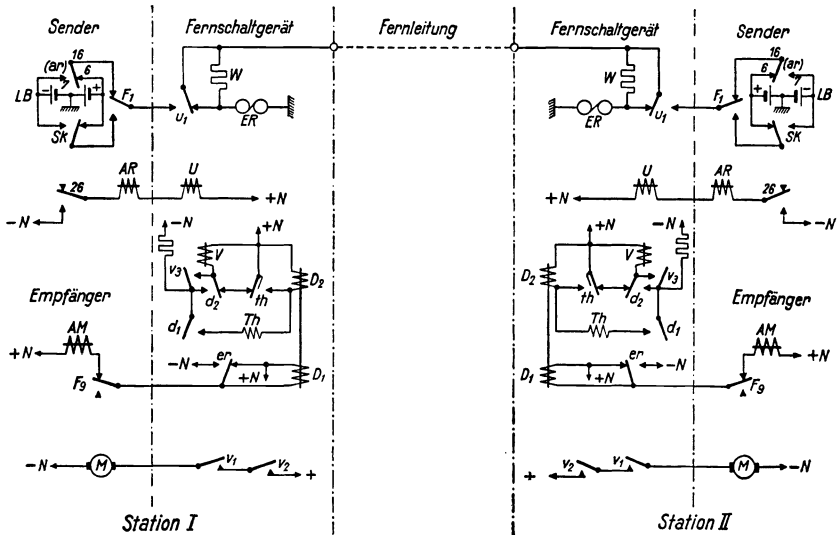 Sender Fernschaltgerät Fernleitung Fernschaltgerät Sender
16 16
(ar) 6 W W 6 (ar)
LB - + F1 u1 ER ER u1 F1 + - LB
SK SK
26 AR U U AR 26
-N +N +N -N
-N +N +N -N
V V
v3 d2 th D2 D2 th d2 v3
Empfänger Empfänger
d1 Th Th d1
AM AM
+N -N er er -N +N
F9 +N D1 D1 +N F9
-N M v1 v2 + + v2 v1 M -N
Station I Station II